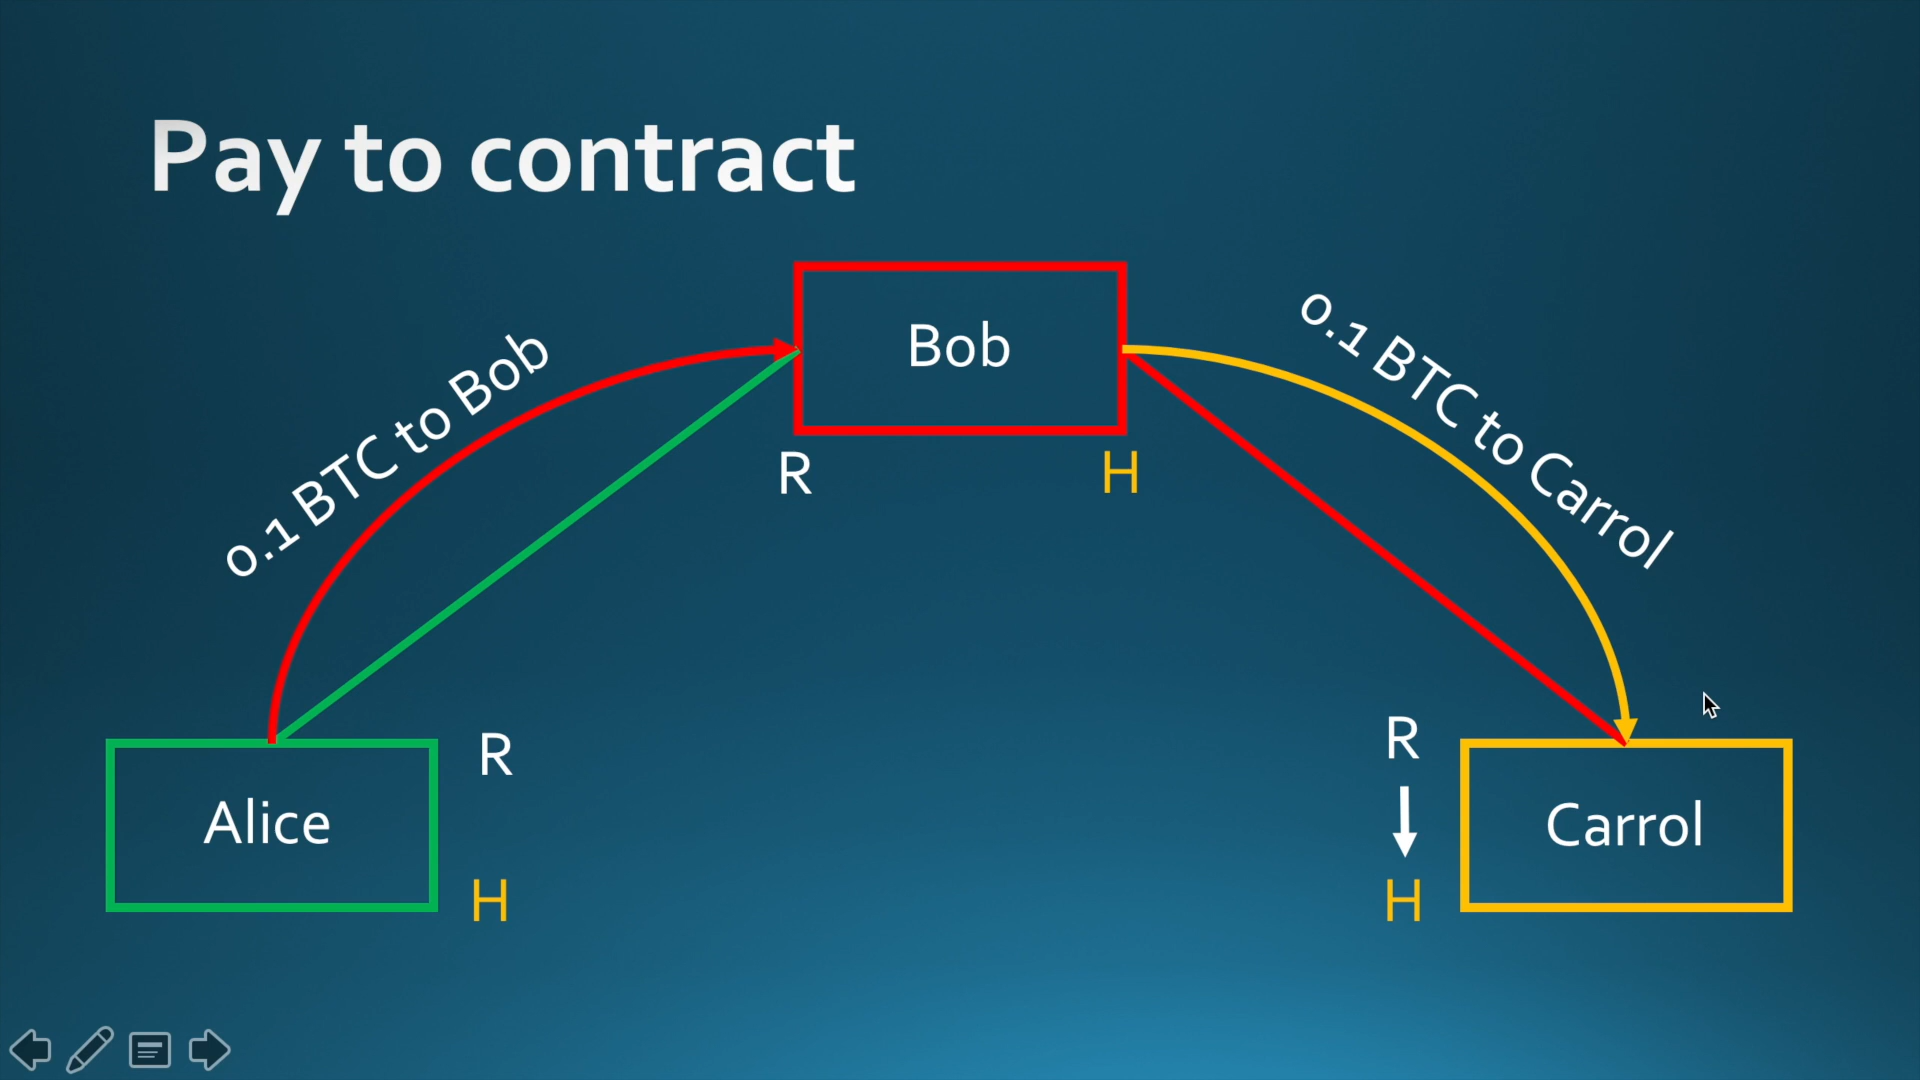 Pay to contract
0.1 BTC to Bob
Bob
0.1 BTC to Carrol
R
H
R
R
Alice
Carrol
H
H